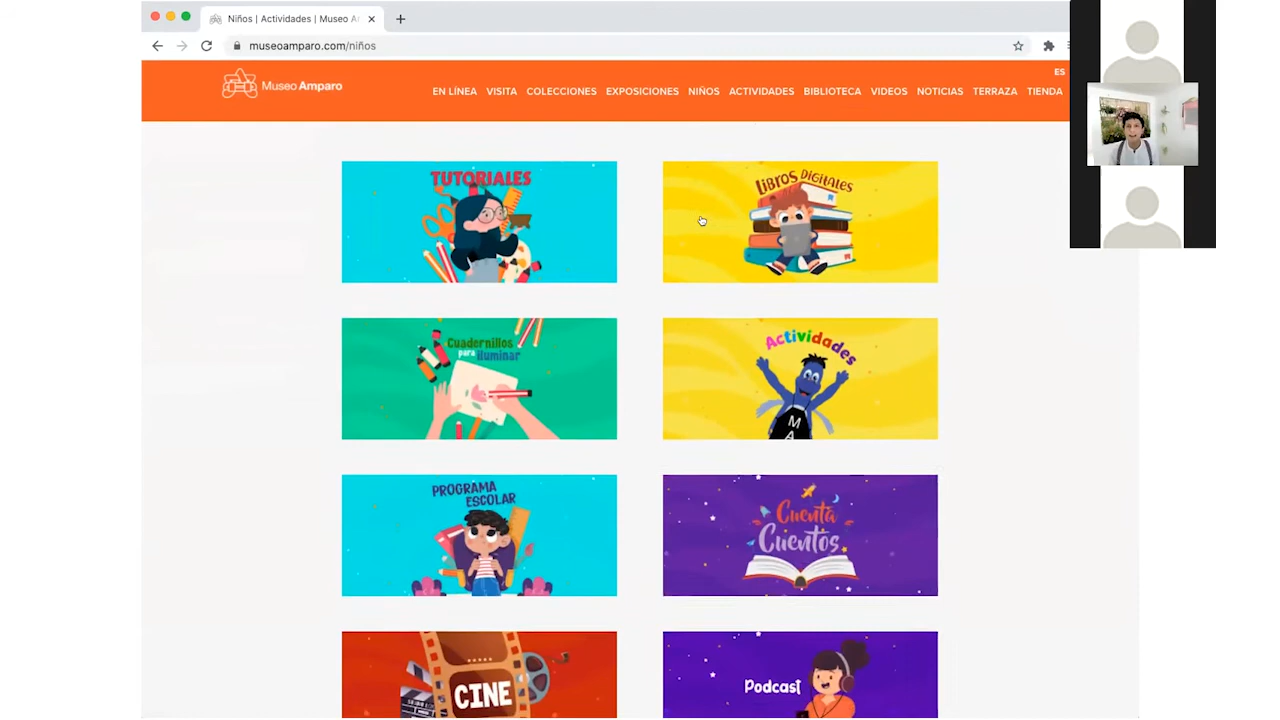 Niños | Actividades | Museo Ar
museoamparo.com/niños
ES
Museo Amparo
EN LÍNEA VISITA COLECCIONES EXPOSICIONES NIÑOS ACTIVIDADES BIBLIOTECA VIDEOS NOTICIAS TERRAZA TIENDA
TUTORIALES
LIBROS DIGITALES
Cuadernillos
para iluminar
Actividades
M
A
PROGRAMA
ESCOLAR
Cuenta
Cuentos
CINE
Podcast